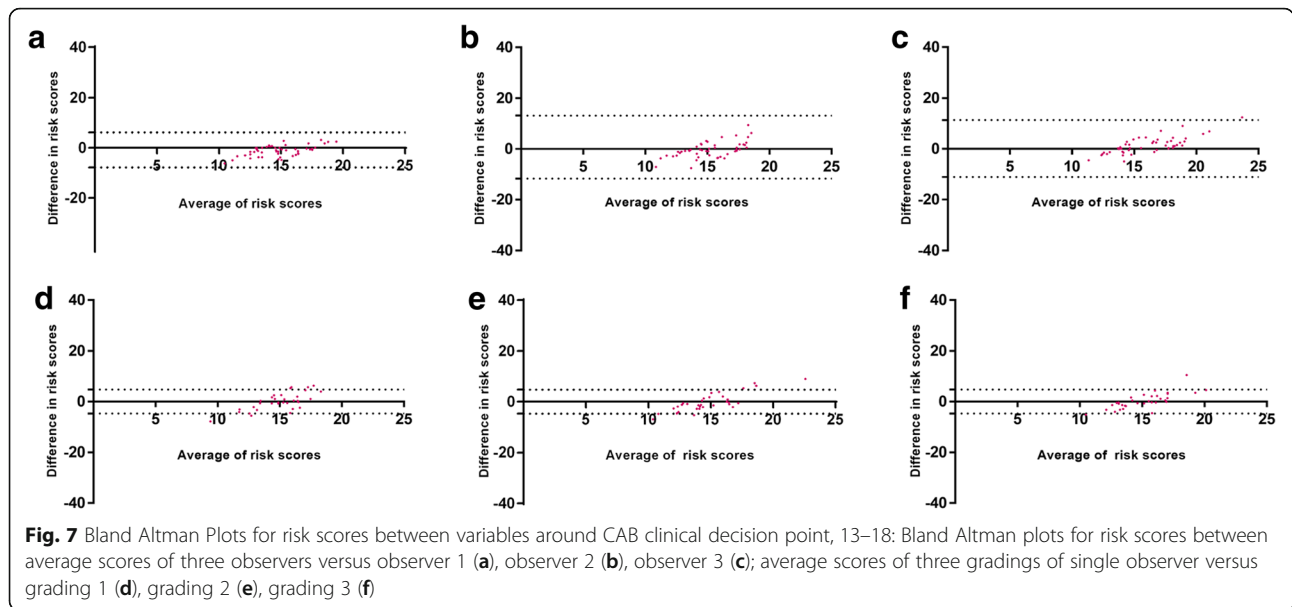 a
40
20
0
-20
Difference in risk scores
5 10 15 20 25
Average of risk scores
b
40
20
0
-20
-40
Difference in risk scores
5 10 15 20 25
Average of risk scores
c
40
20
0
-20
-40
Difference in risk scores
5 10 15 20 25
Average of risk scores
d
40
20
0
-20
-40
Difference in risk scores
5 10 15 20 25
Average of risk scores
e
40
20
0
-20
-40
Difference in risk scores
5 10 15 20 25
Average of risk scores
f
40
20
0
-20
-40
Difference in risk scores
5 10 15 20 25
Average of risk scores
Fig. 7 Bland Altman Plots for risk scores between variables around CAB clinical decision point, 13–18: Bland Altman plots for risk scores between
average scores of three observers versus observer 1 (a), observer 2 (b), observer 3 (c); average scores of three gradings of single observer versus
grading 1 (d), grading 2 (e), grading 3 (f)